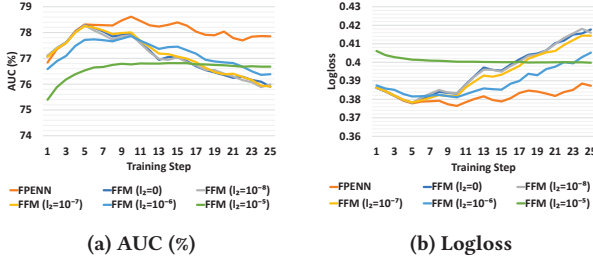 79
78
77
76
75
74
AUC (%)
1 3 5 7 9 11 13 15 17 19 21 23 25
Training Step
FPENN FFM (l₂=0) FFM (l₂=10⁻⁸)
FFM (l₂=10⁻⁷) FFM (l₂=10⁻⁶) FFM (l₂=10⁻⁵)
(a) AUC (%)
0.43
0.42
0.41
0.4
0.39
0.38
0.37
0.36
Logloss
1 3 5 7 9 11 13 15 17 19 21 23 25
Training Step
FPENN FFM (l₂=0) FFM (l₂=10⁻⁸)
FFM (l₂=10⁻⁷) FFM (l₂=10⁻⁶) FFM (l₂=10⁻⁵)
(b) Logloss